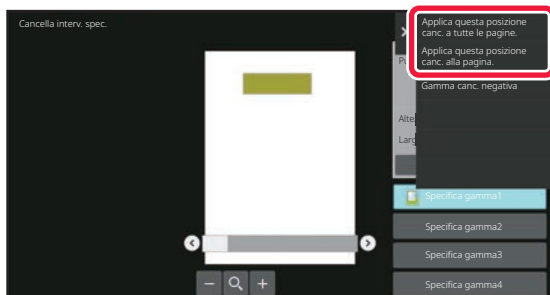 Cancella interv. spec.
Applica questa posizione
canc. a tutte le pagine.
Applica questa posizione
canc. alla pagina.
Gamma canc. negativa
Specifica gamma1
Specifica gamma2
Specifica gamma3
Specifica gamma4